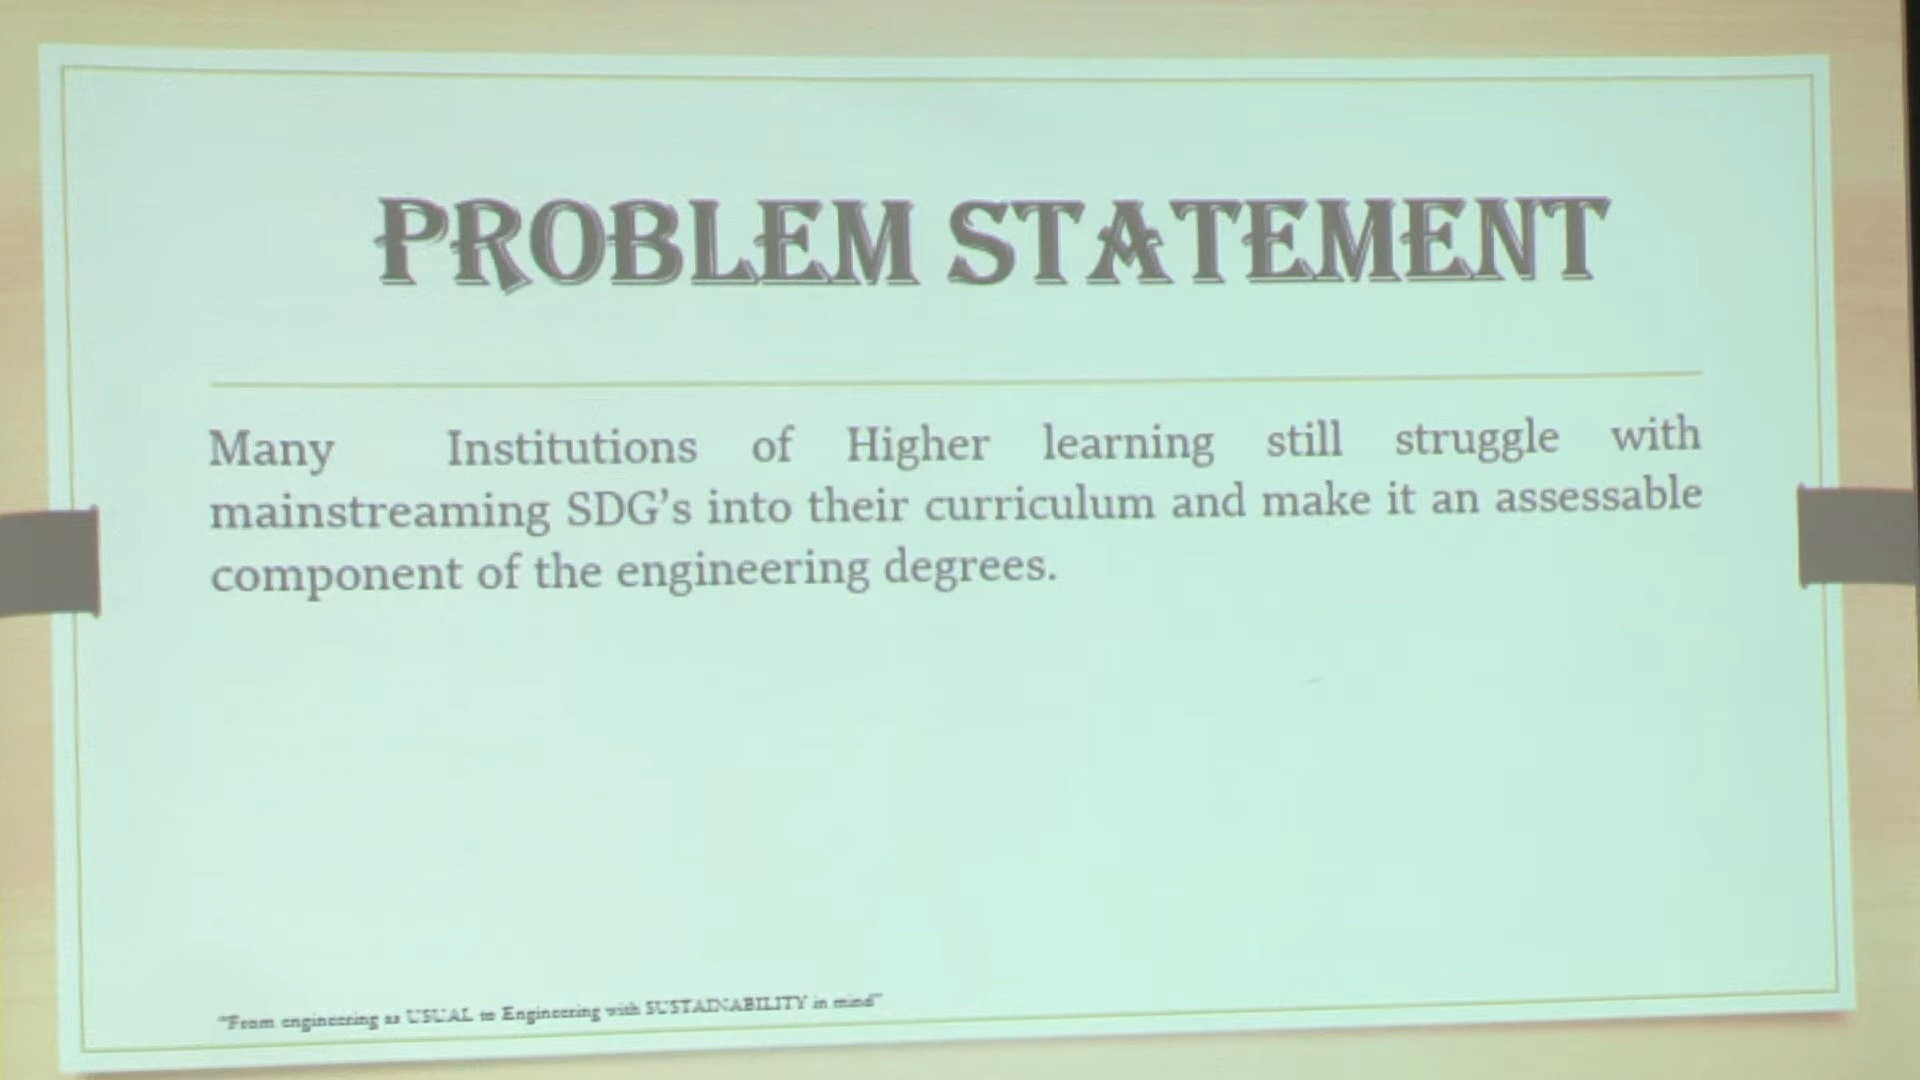 PROBLEM STATEMENT
Many Institutions of Higher learning still struggle with
mainstreaming SDG’s into their curriculum and make it an assessable
component of the engineering degrees.
“From engineering as USUAL to Engineering with SUSTAINABILITY in mind”